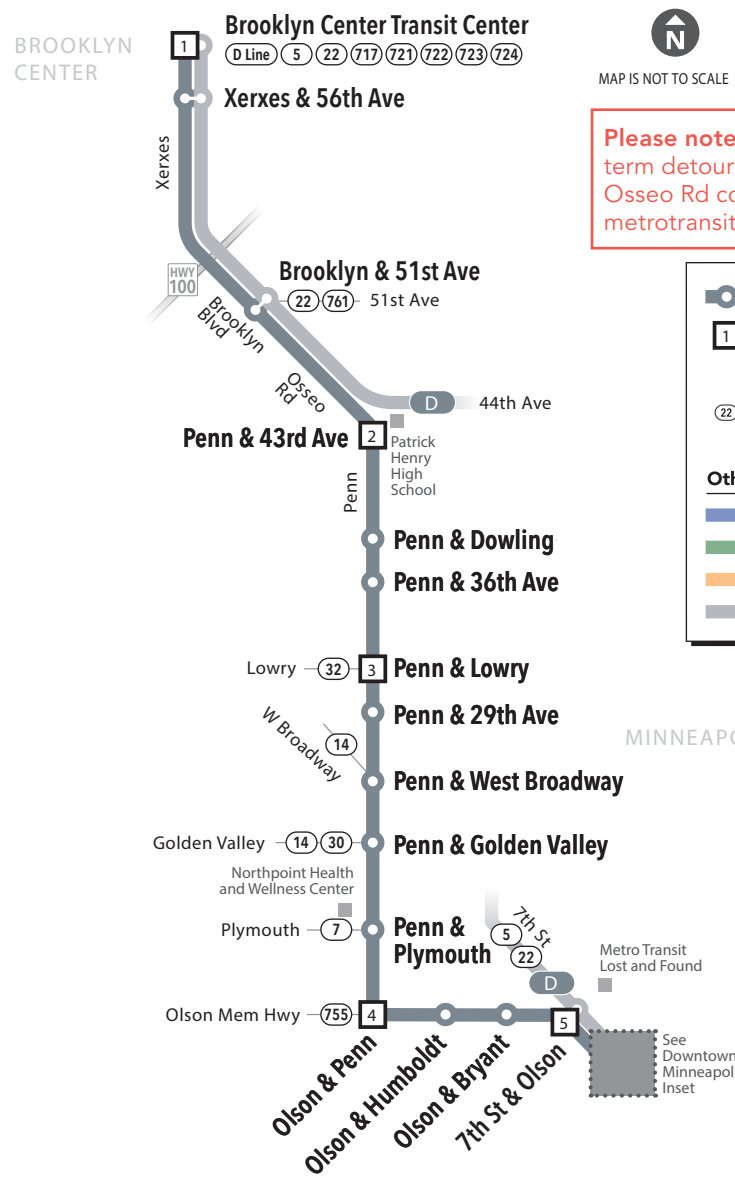 BROOKLYN
CENTER
1
Brooklyn Center Transit Center
D Line 5 22 717 721 722 723 724
N
MAP IS NOT TO SCALE
Xerxes & 56th Ave
Xerxes
Please note
term detour
Osseo Rd co
metrotransit
HWY
100
Brooklyn & 51st Ave
22 761 51st Ave
Brooklyn
Blvd
Osseo
Rd
D 44th Ave
1
22
Oth
Penn & 43rd Ave 2
Patrick
Henry
High
School
Penn
Penn & Dowling
Penn & 36th Ave
Lowry 32 3 Penn & Lowry
Penn & 29th Ave
W Broadway
14
MINNEAPO
Penn & West Broadway
Golden Valley 14 30 Penn & Golden Valley
Northpoint Health
and Wellness Center
Plymouth 7
Penn &
Plymouth
7th St
5
22
D
Metro Transit
Lost and Found
Olson Mem Hwy 755 4
5
See
Downtown
Minneapol
Inset
Olson & Penn
Olson & Humboldt
Olson & Bryant
7th St & Olson